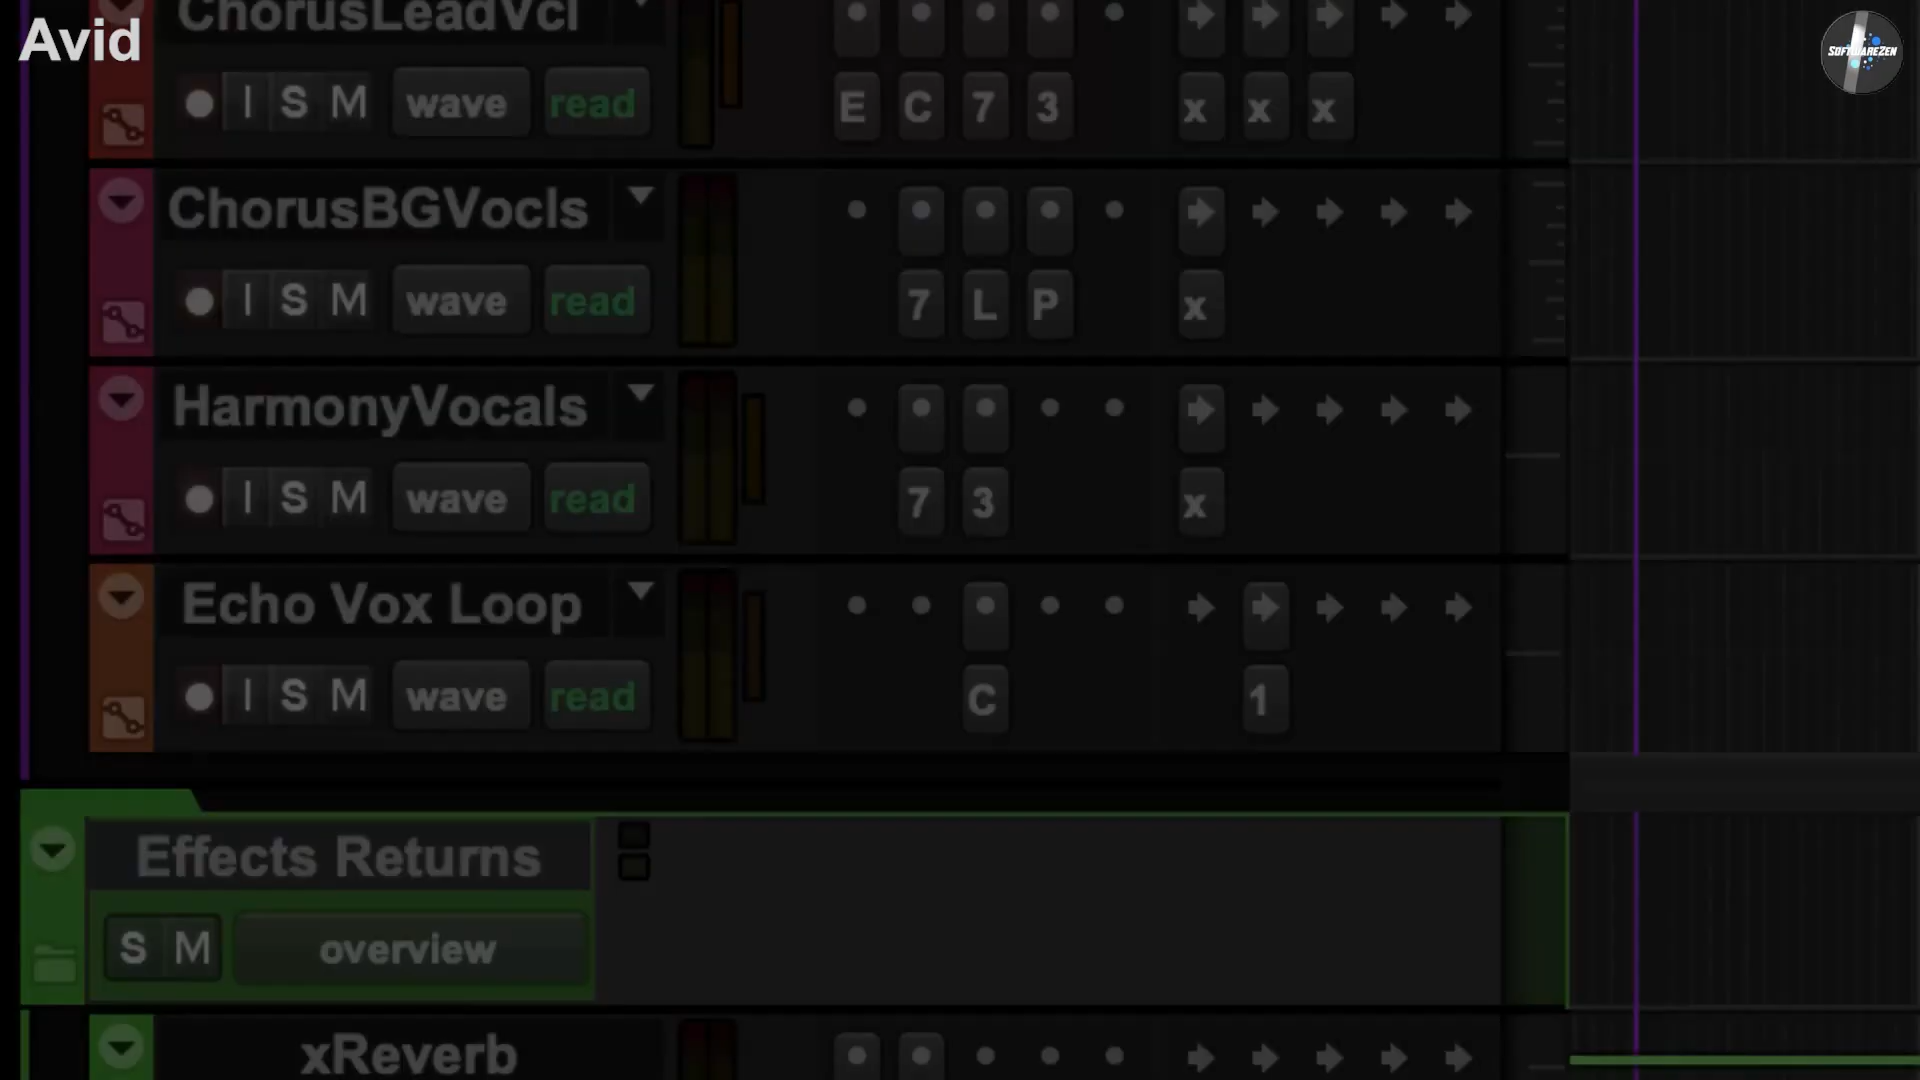 ChorusLeadVcl
Avid
SOFTWAREZEN
I S M wave read E C 7 3 x x x
ChorusBGVocls
I S M wave read 7 L P x
HarmonyVocals
I S M wave read 7 3 x
Echo Vox Loop
I S M wave read C 1
Effects Returns
S M overview
xReverb